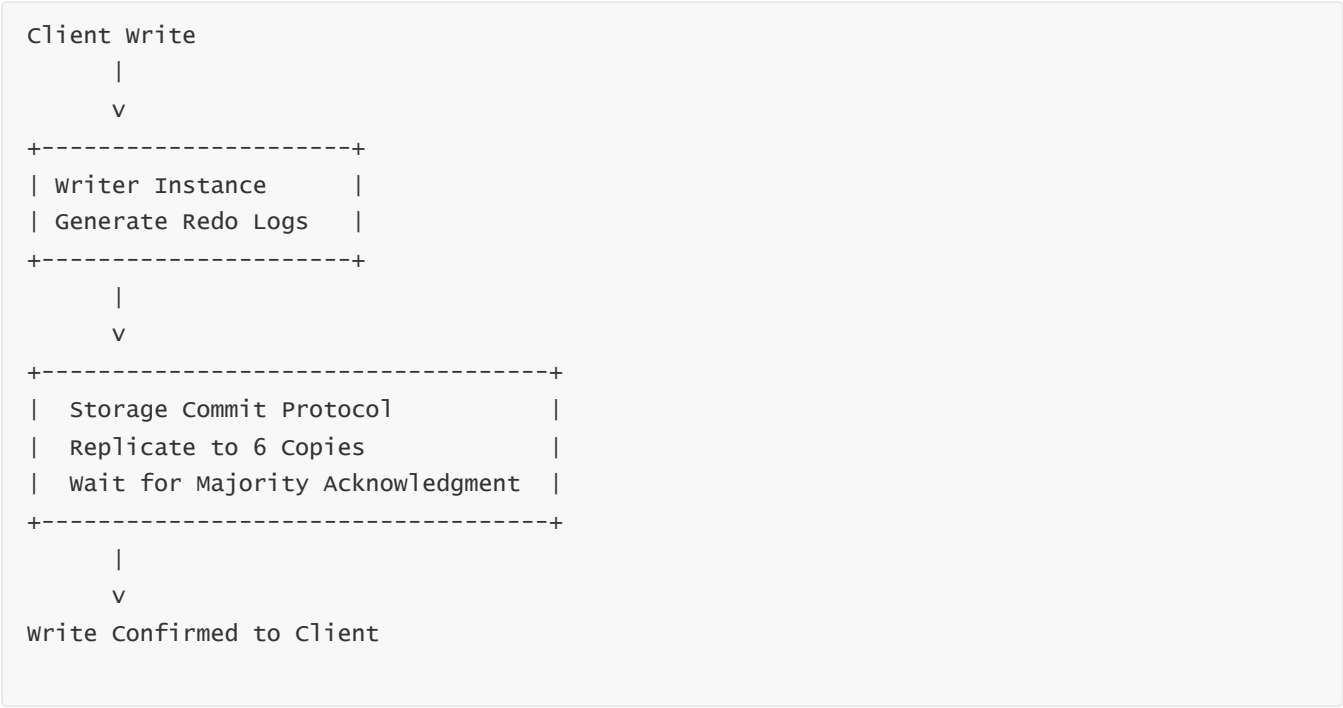 Client Write
      |
      v
+----------------------+
| Writer Instance      |
| Generate Redo Logs   |
+----------------------+
      |
      v
+------------------------------------+
|  Storage Commit Protocol           |
|  Replicate to 6 Copies             |
|  Wait for Majority Acknowledgment  |
+------------------------------------+
      |
      v
Write Confirmed to Client